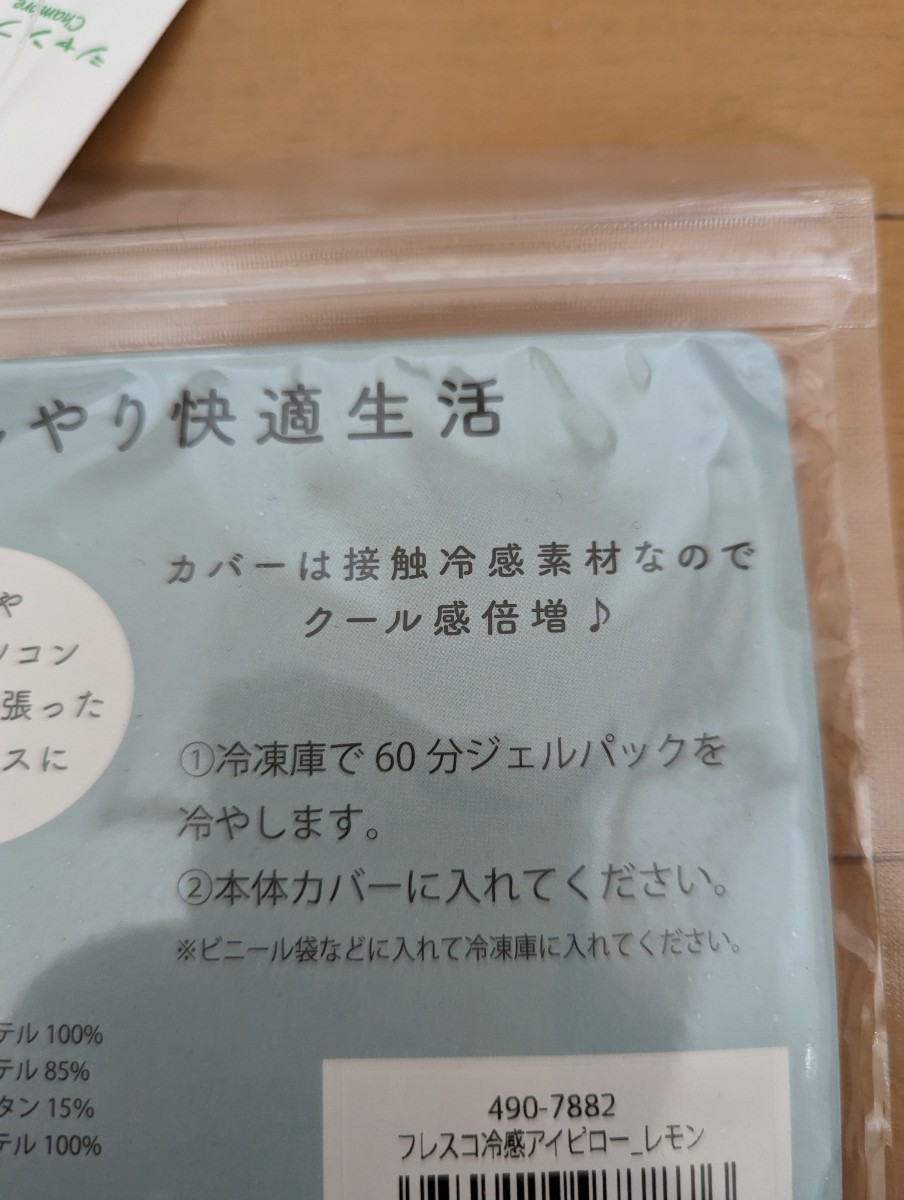 シャンブ
Chambre
やり快適生活
カバーは接触冷感素材なので
クール感倍増♪
や
ソコン
張った
スに
①冷凍庫で 60 分ジェルパックを
冷やします。
②本体カバーに入れてください。
※ビニール袋などに入れて冷凍庫に入れてください。
テル 100%
テル 85%
タン 15%
テル 100%
490-7882
フレスコ冷感アイピロー_レモン